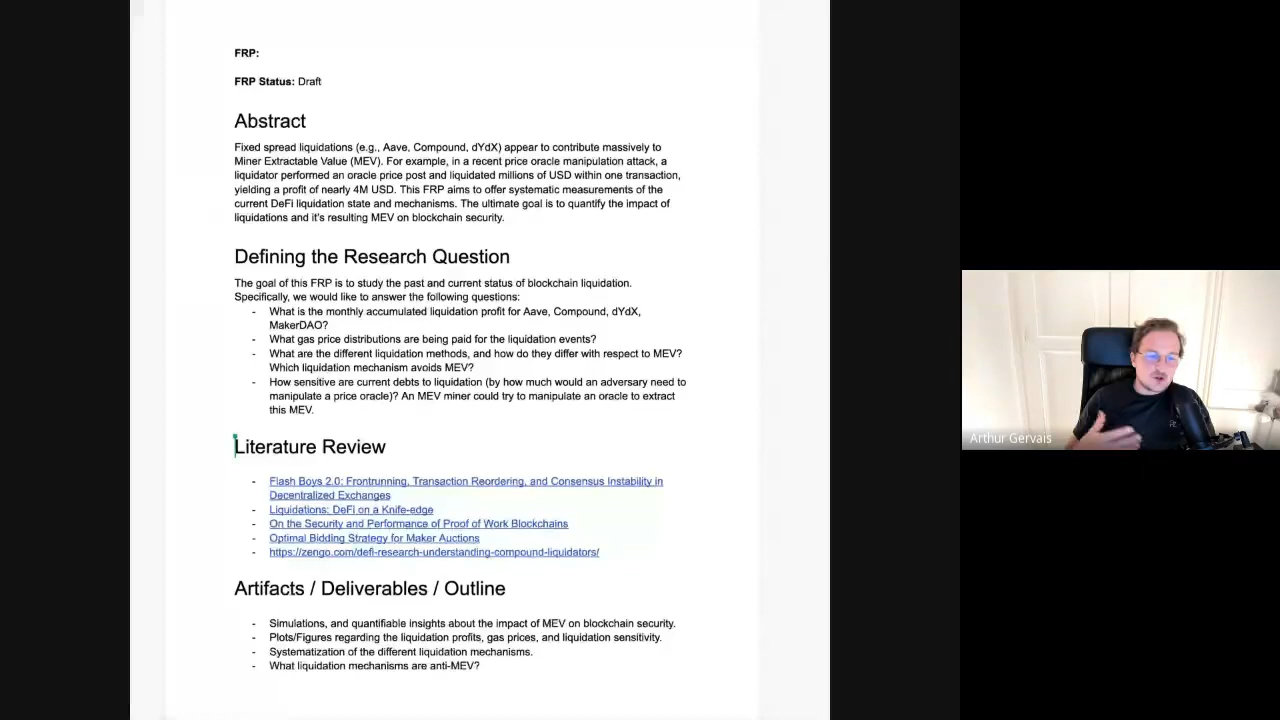 FRP:
FRP Status: Draft
Abstract
Fixed spread liquidations (e.g., Aave, Compound, dYdX) appear to contribute massively to
Miner Extractable Value (MEV). For example, in a recent price oracle manipulation attack, a
liquidator performed an oracle price post and liquidated millions of USD within one transaction,
yielding a profit of nearly 4M USD. This FRP aims to offer systematic measurements of the
current DeFi liquidation state and mechanisms. The ultimate goal is to quantify the impact of
liquidations and it's resulting MEV on blockchain security.
Defining the Research Question
The goal of this FRP is to study the past and current status of blockchain liquidation.
Specifically, we would like to answer the following questions:
- What is the monthly accumulated liquidation profit for Aave, Compound, dYdX,
MakerDAO?
- What gas price distributions are being paid for the liquidation events?
- What are the different liquidation methods, and how do they differ with respect to MEV?
Which liquidation mechanism avoids MEV?
- How sensitive are current debts to liquidation (by how much would an adversary need to
manipulate a price oracle)? An MEV miner could try to manipulate an oracle to extract
this MEV.
Literature Review
- Flash Boys 2.0: Frontrunning, Transaction Reordering, and Consensus Instability in
Decentralized Exchanges
- Liquidations: DeFi on a Knife-edge
- On the Security and Performance of Proof of Work Blockchains
- Optimal Bidding Strategy for Maker Auctions
- https://zengo.com/defi-research-understanding-compound-liquidators/
Artifacts / Deliverables / Outline
- Simulations, and quantifiable insights about the impact of MEV on blockchain security.
- Plots/Figures regarding the liquidation profits, gas prices, and liquidation sensitivity.
- Systematization of the different liquidation mechanisms.
- What liquidation mechanisms are anti-MEV?
Arthur Gervais